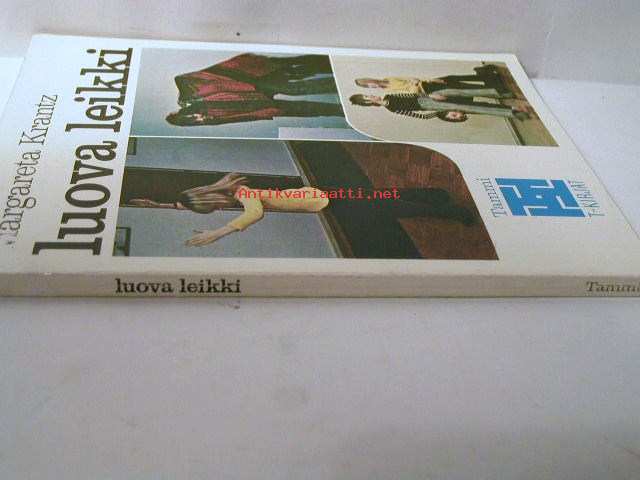 Margareta Krantz
luova leikki
Tammi
T-KIRJAT
Antikvariaatti.net
luova leikki
Tammi